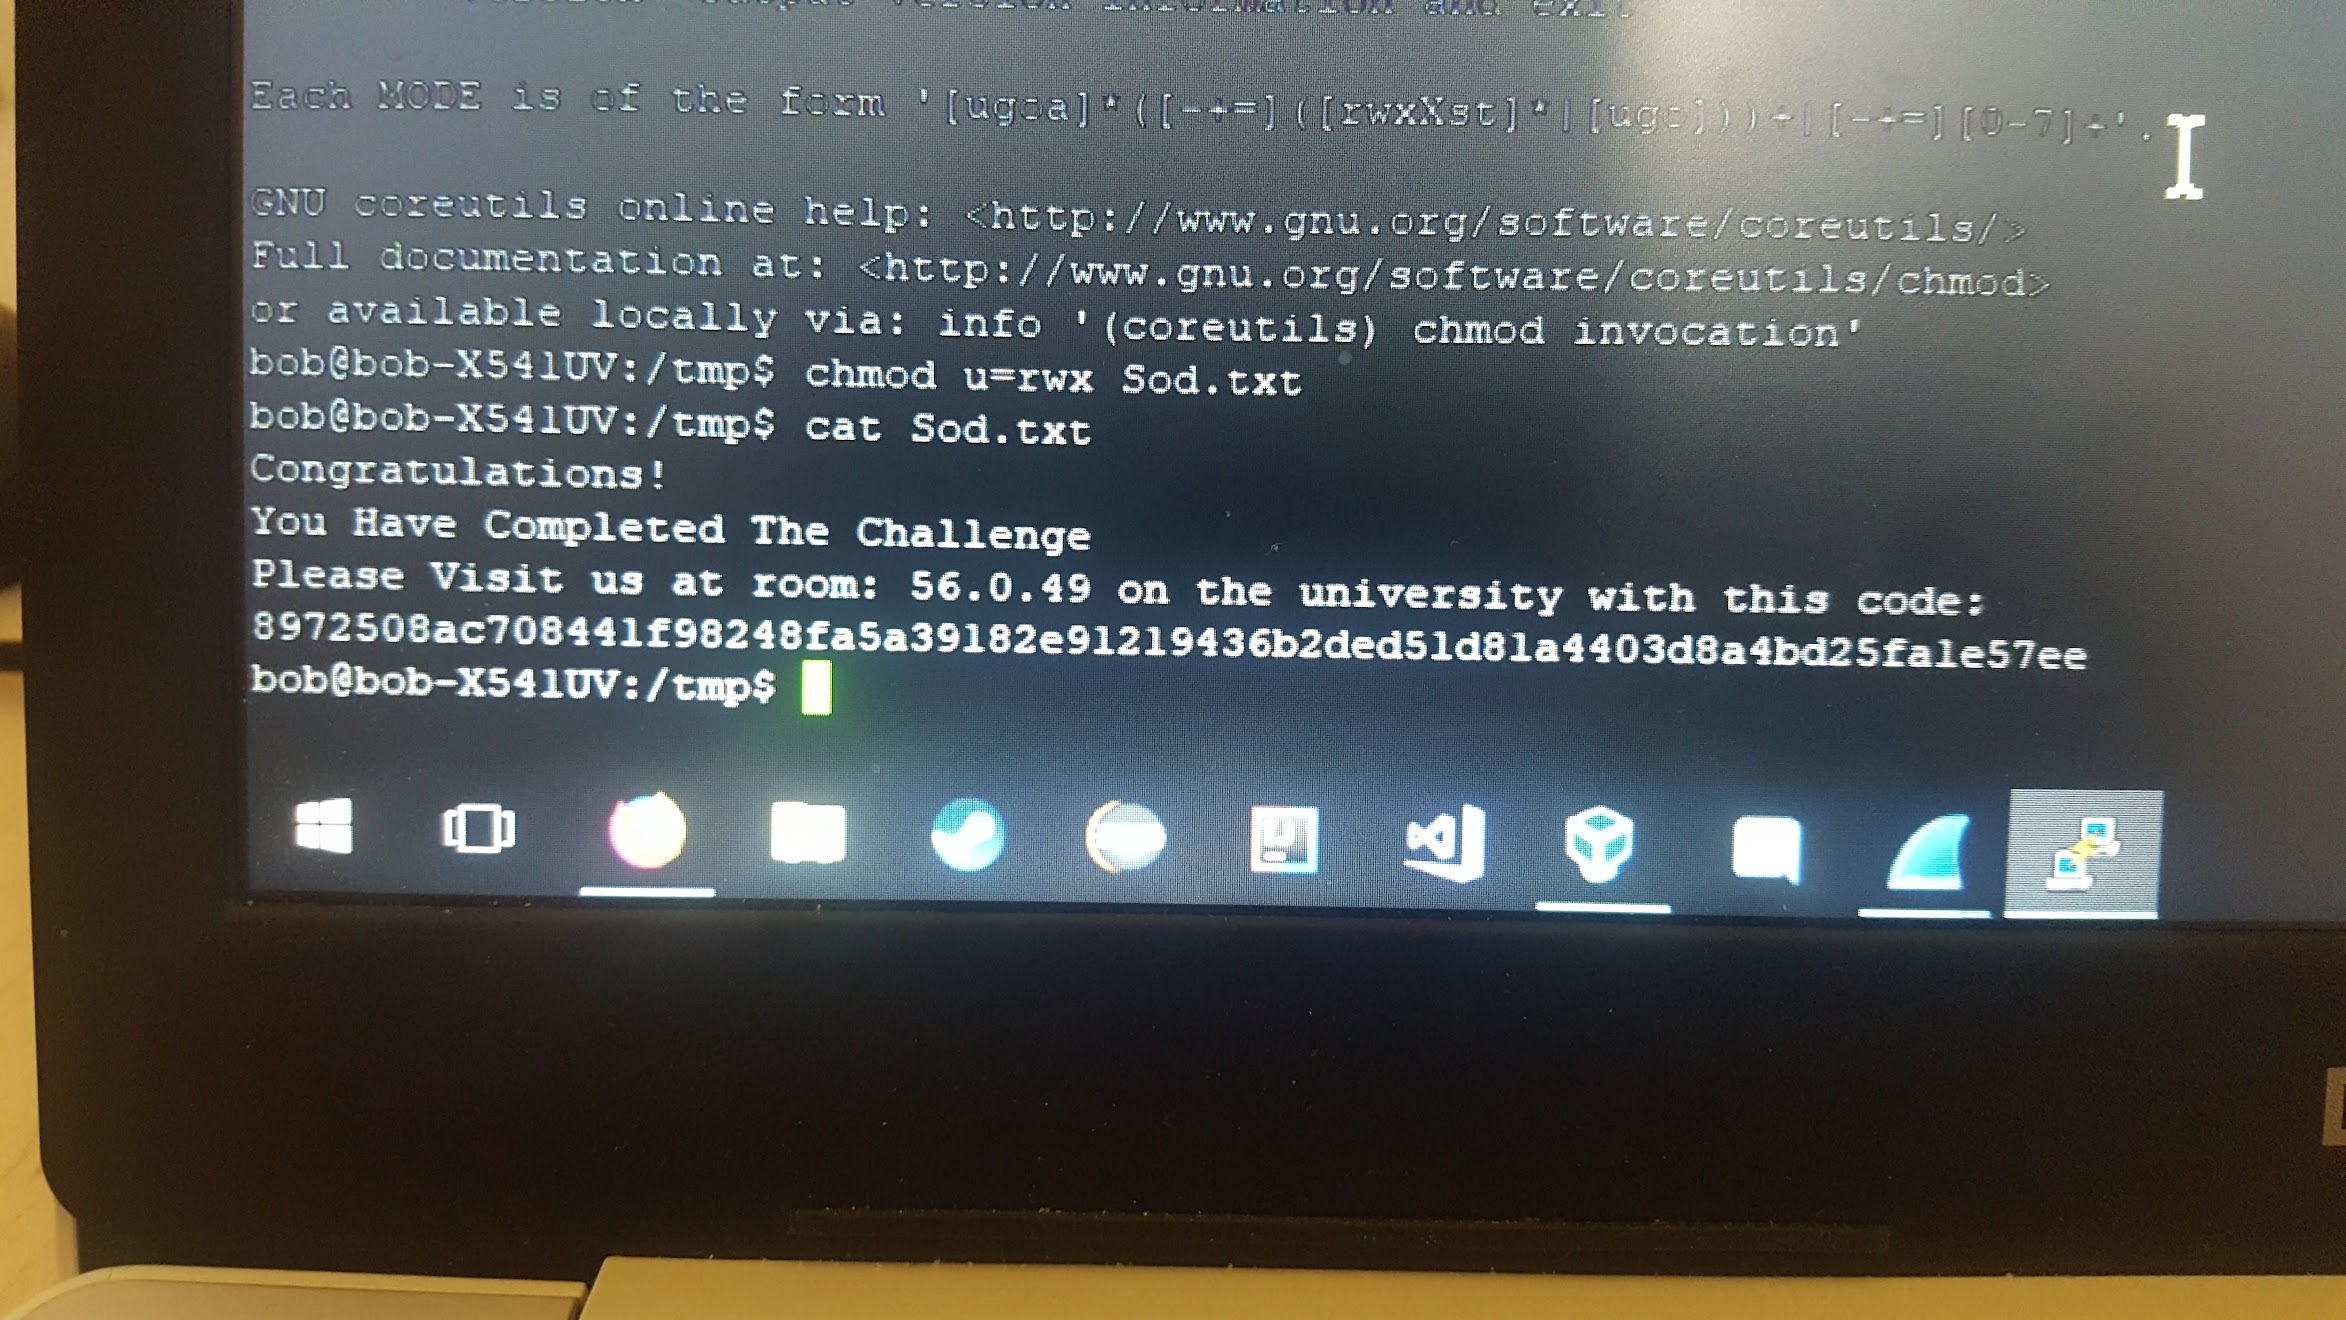 version information and exit
Each MODE is of the form '[ugoa]*([-+=]([rwxXst]*|[ugo]))+|[-+=][0-7]+'.
GNU coreutils online help: <http://www.gnu.org/software/coreutils/>
Full documentation at: <http://www.gnu.org/software/coreutils/chmod>
or available locally via: info '(coreutils) chmod invocation'
bob@bob-X541UV:/tmp$ chmod u=rwx Sod.txt
bob@bob-X541UV:/tmp$ cat Sod.txt
Congratulations!
You Have Completed The Challenge
Please Visit us at room: 56.0.49 on the university with this code:
8972508ac708441f98248fa5a39182e91219436b2ded51d81a4403d8a4bd25fa1e57ee
bob@bob-X541UV:/tmp$